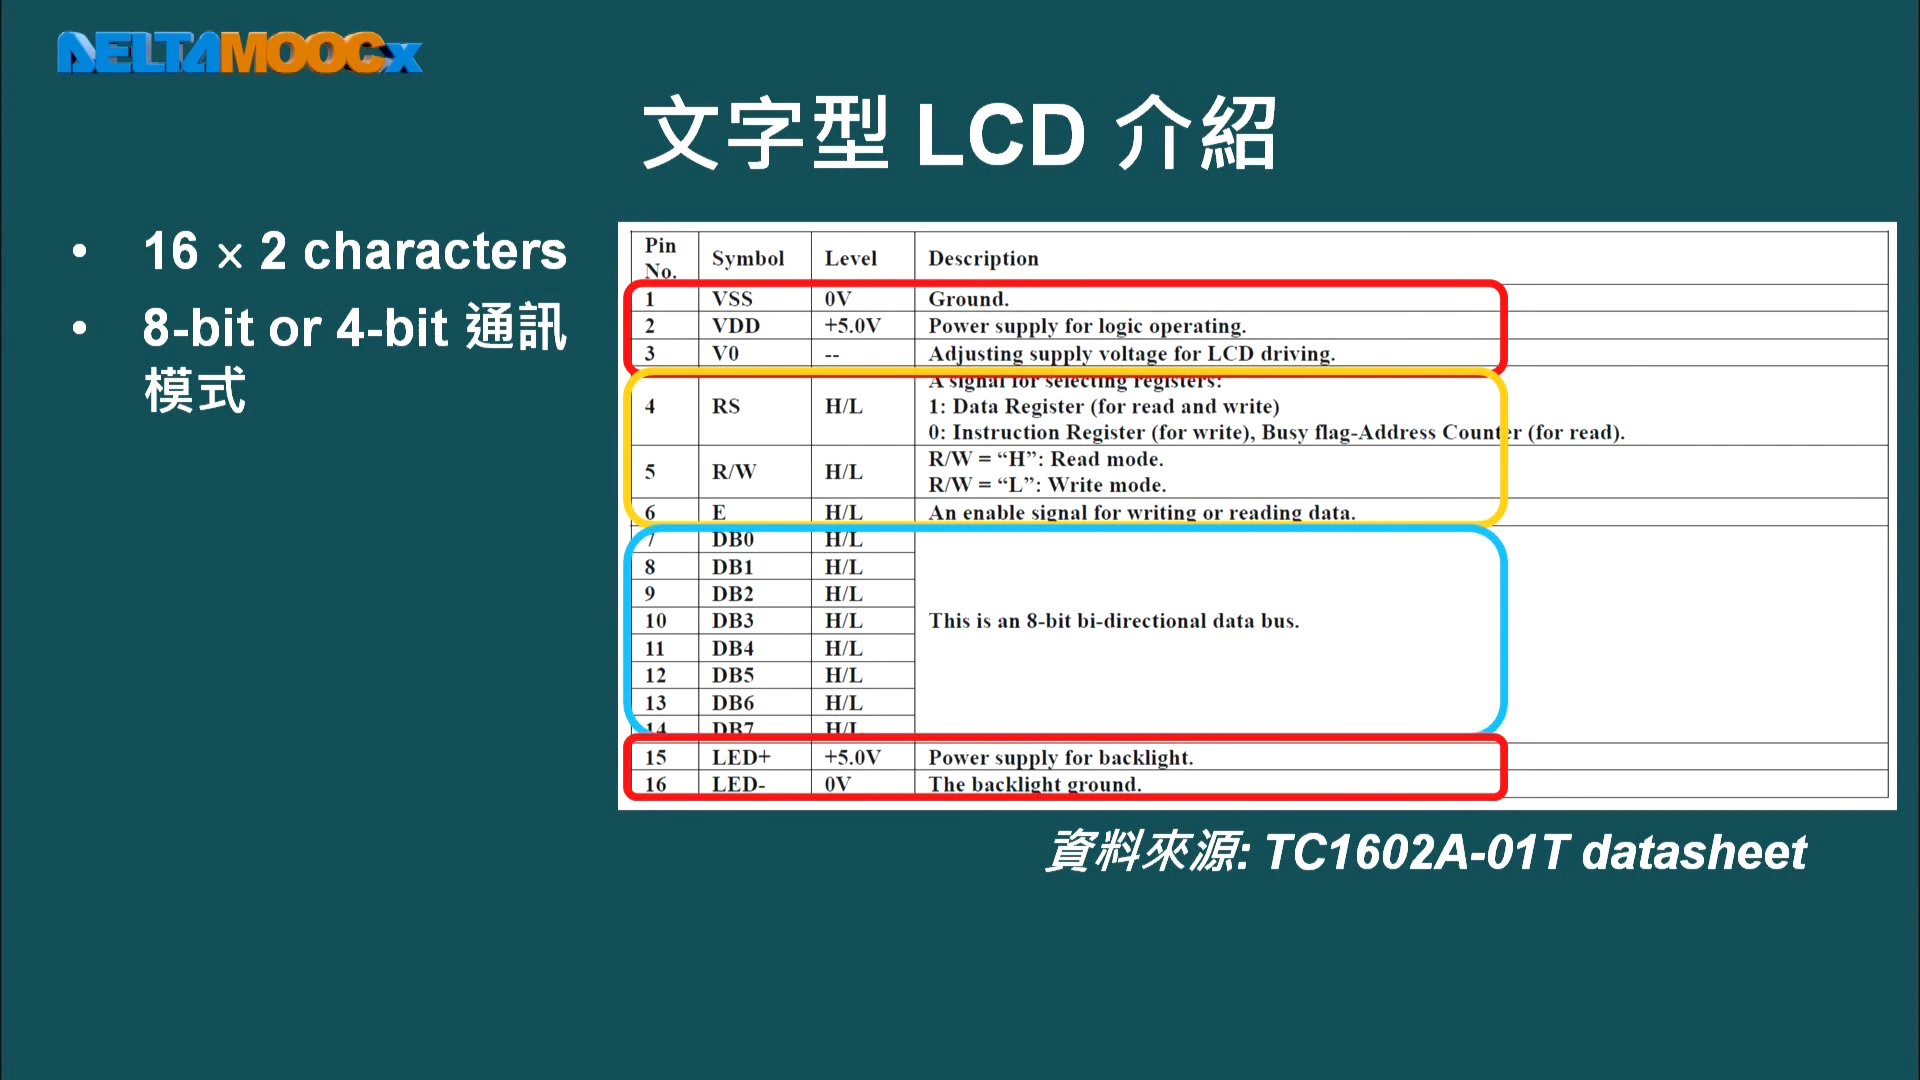 DELTAMOOCx
文字型 LCD 介紹
• 16 × 2 characters
• 8-bit or 4-bit 通訊
模式
Pin No. Symbol Level Description
1 VSS 0V Ground.
2 VDD +5.0V Power supply for logic operating.
3 V0 -- Adjusting supply voltage for LCD driving.
A signal for selecting registers:
4 RS H/L 1: Data Register (for read and write)
0: Instruction Register (for write), Busy flag-Address Counter (for read).
5 R/W H/L R/W = “H”: Read mode.
R/W = “L”: Write mode.
6 E H/L An enable signal for writing or reading data.
7 DB0 H/L
8 DB1 H/L
9 DB2 H/L
10 DB3 H/L This is an 8-bit bi-directional data bus.
11 DB4 H/L
12 DB5 H/L
13 DB6 H/L
14 DB7 H/L
15 LED+ +5.0V Power supply for backlight.
16 LED- 0V The backlight ground.
資料來源: TC1602A-01T datasheet